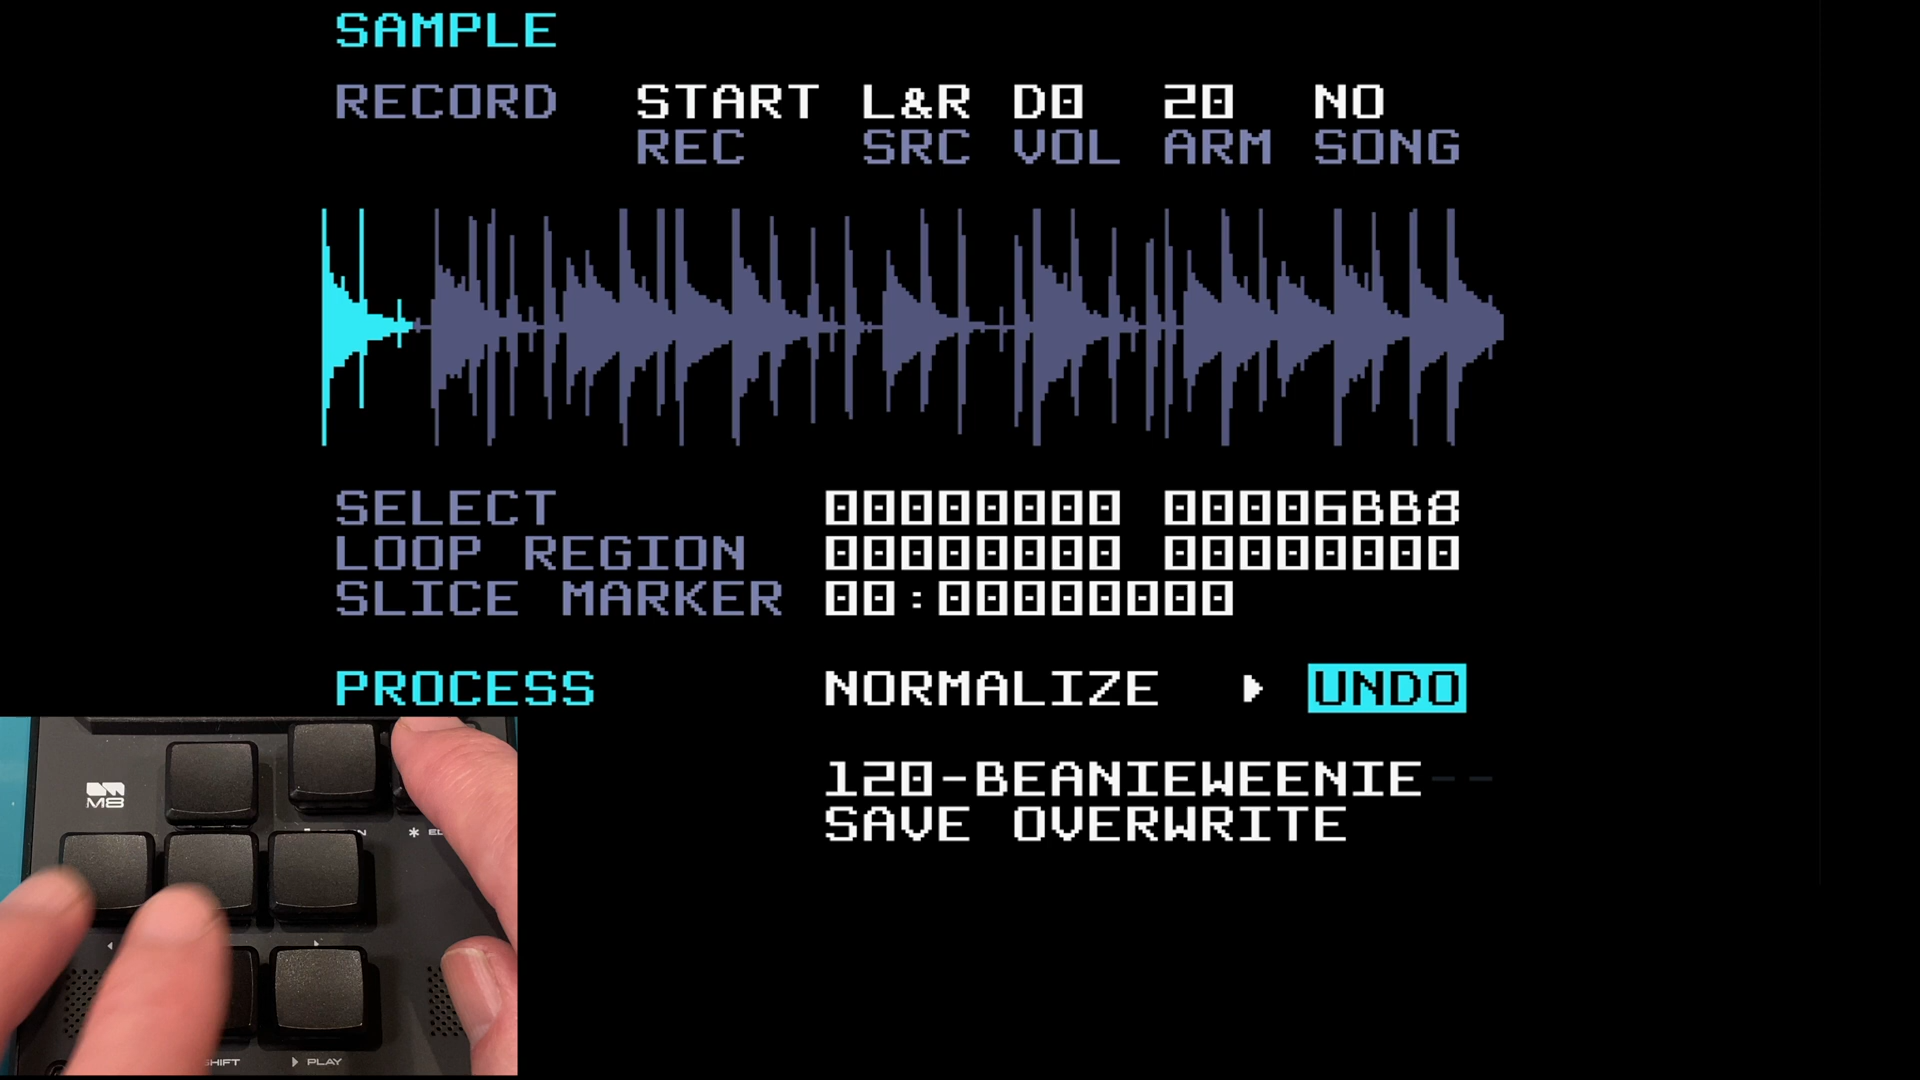 SAMPLE
RECORD START L&R D0 20 NO
REC SRC VOL ARM SONG
SELECT 00000000 00006BB8
LOOP REGION 00000000 00000000
SLICE MARKER 00:00000000
PROCESS NORMALIZE UNDO
120-BEANIEWEENIE--
SAVE OVERWRITE
M8
SHIFT PLAY